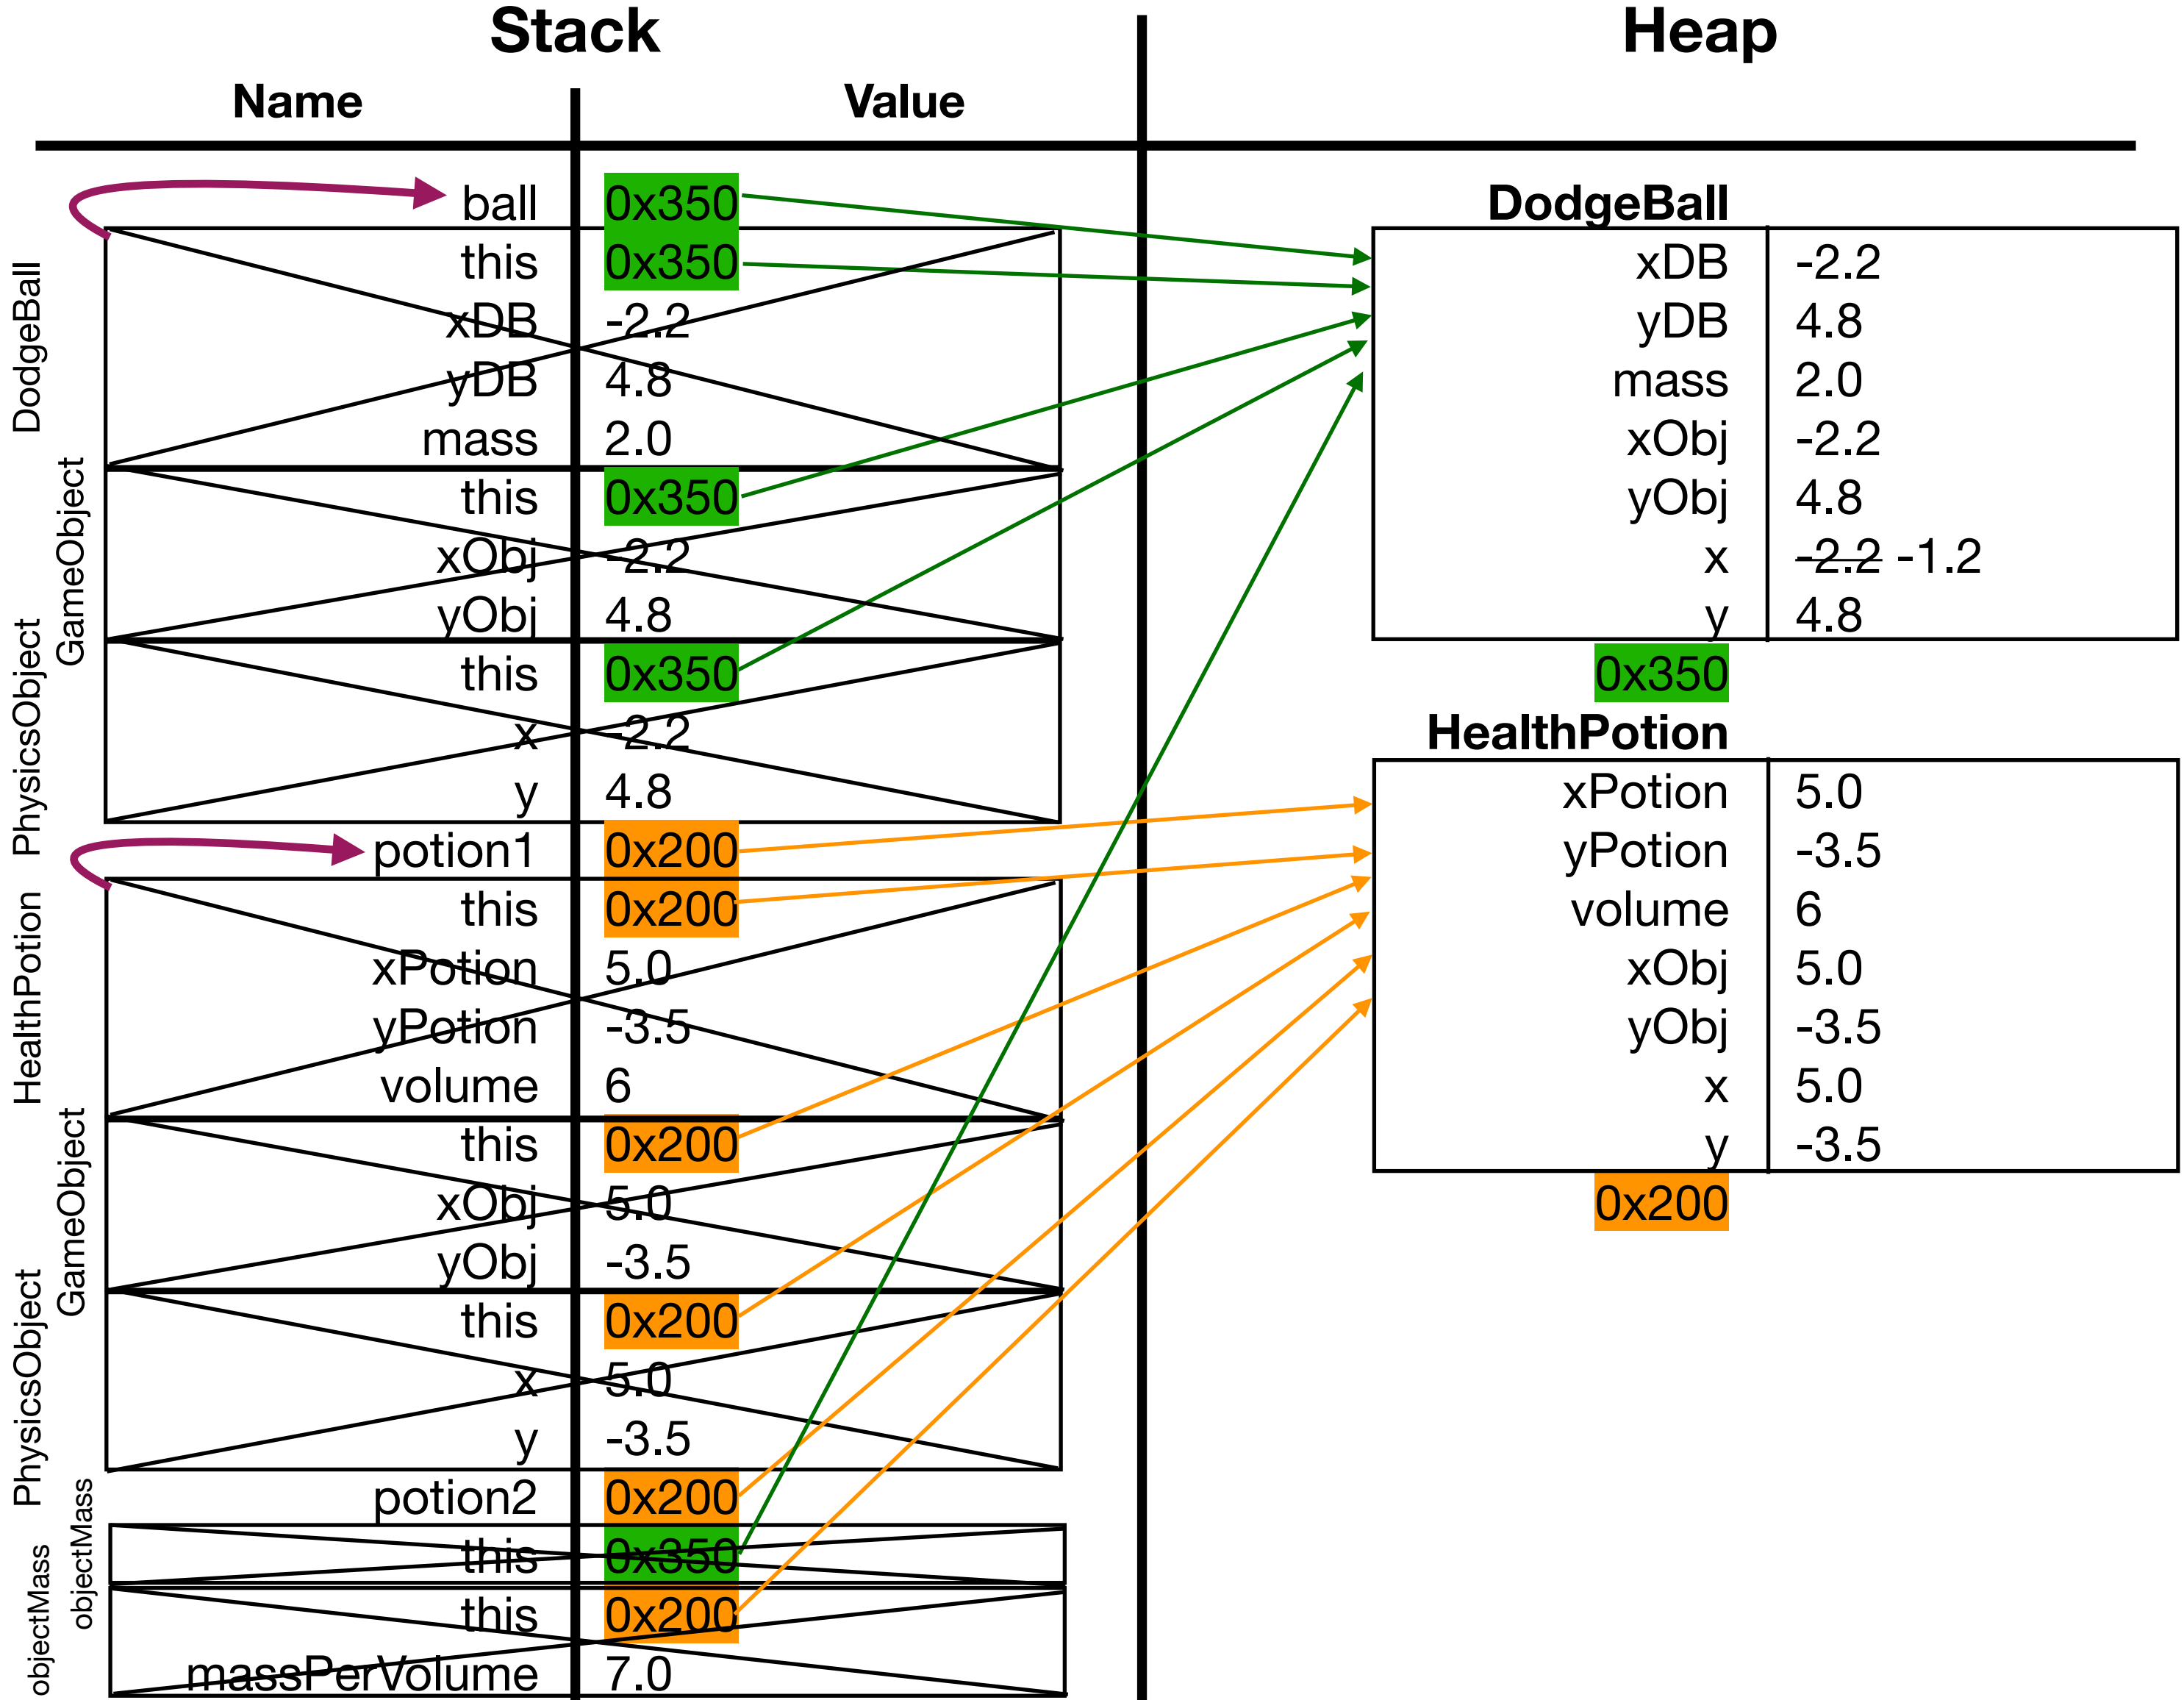 Stack
Heap
Name
Value
ball 0x350
DodgeBall
this 0x350
xDB -2.2
yDB 4.8
mass 2.0
GameObject
this 0x350
xObj -2.2
yObj 4.8
PhysicsObject
this 0x350
x -2.2
y 4.8
potion1 0x200
HealthPotion
this 0x200
xPotion 5.0
yPotion -3.5
volume 6
GameObject
this 0x200
xObj 5.0
yObj -3.5
PhysicsObject
this 0x200
x 5.0
y -3.5
potion2 0x200
objectMass
this 0x350
objectMass
this 0x200
massPerVolume 7.0
DodgeBall
xDB -2.2
yDB 4.8
mass 2.0
xObj -2.2
yObj 4.8
x -2.2 -1.2
y 4.8
0x350
HealthPotion
xPotion 5.0
yPotion -3.5
volume 6
xObj 5.0
yObj -3.5
x 5.0
y -3.5
0x200